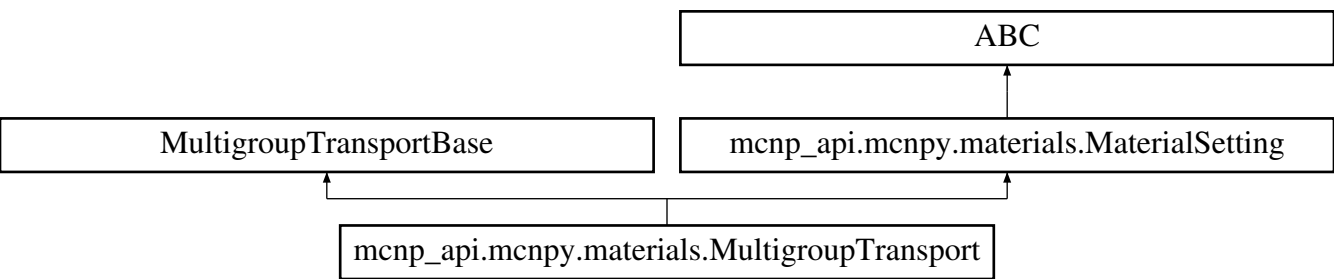 ABC
MultigroupTransportBase
mcnp_api.mcnpy.materials.MaterialSetting
mcnp_api.mcnpy.materials.MultigroupTransport